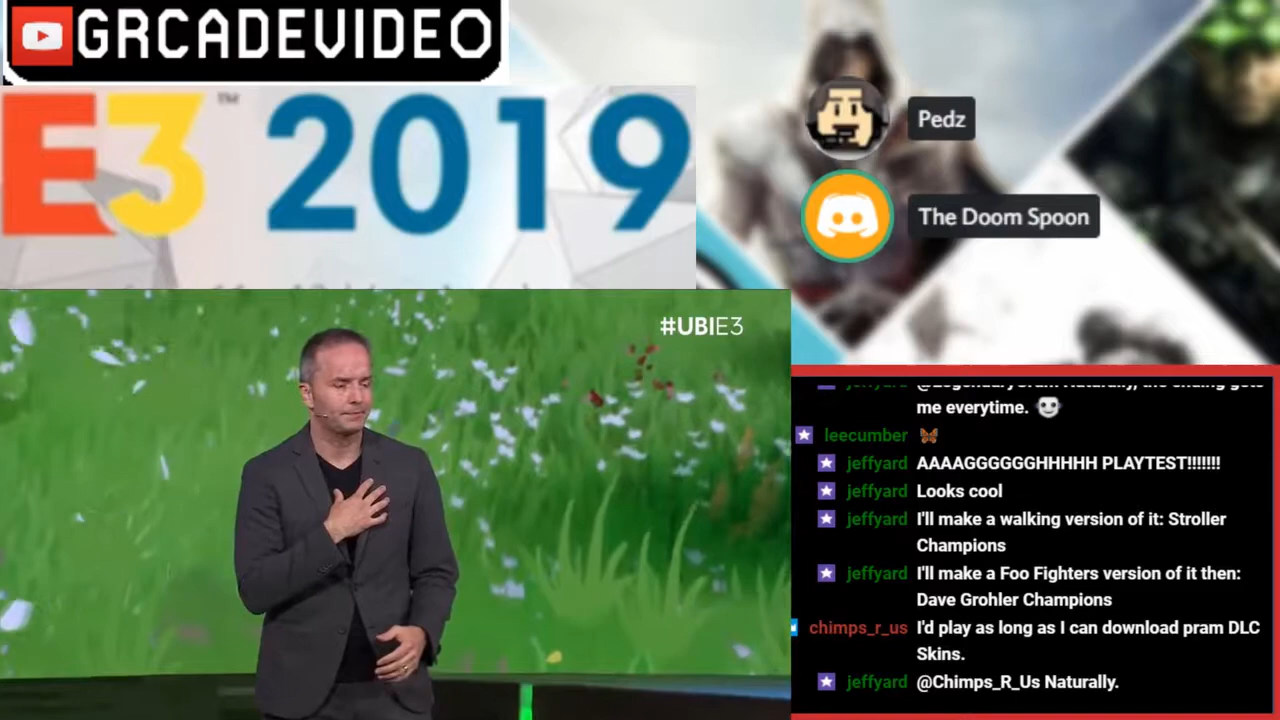 GRCADEVIDEO
E3™ 2019
Pedz
The Doom Spoon
#UBIE3
jeffyard
me everytime.
leecumber
jeffyard AAAAGGGGGGHHHHH PLAYTEST!!!!!!!
jeffyard Looks cool
jeffyard I'll make a walking version of it: Stroller
Champions
jeffyard I'll make a Foo Fighters version of it then:
Dave Grohler Champions
chimps_r_us I'd play as long as I can download pram DLC
Skins.
jeffyard @Chimps_R_Us Naturally.